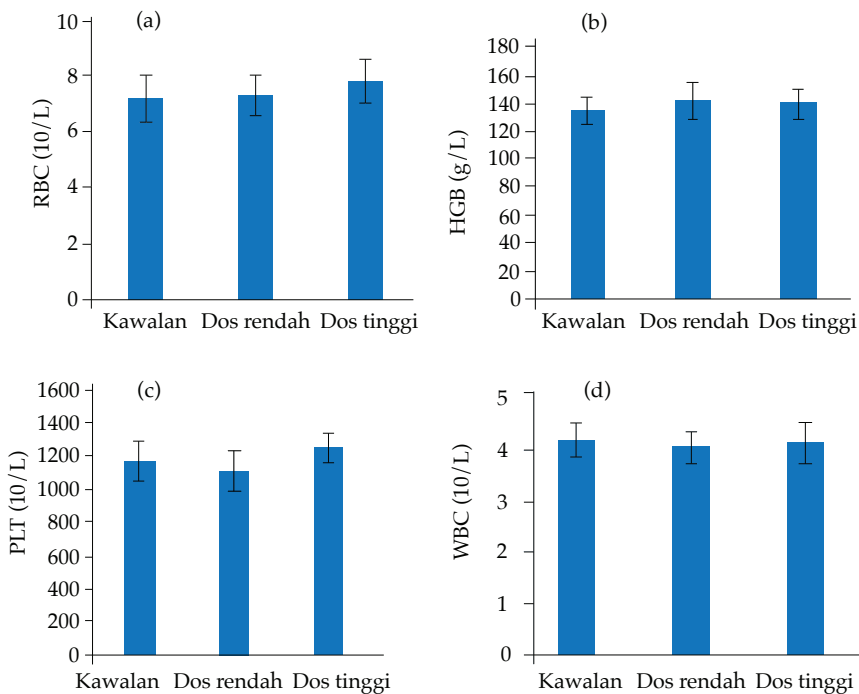 (a)
RBC (10/L)
10
8
6
4
2
0
Kawalan Dos rendah Dos tinggi
(b)
HGB (g/L)
180
160
140
120
100
80
60
40
20
0
Kawalan Dos rendah Dos tinggi
(c)
PLT (10/L)
1600
1400
1200
1000
800
600
400
200
0
Kawalan Dos rendah Dos tinggi
(d)
WBC (10/L)
5
4
3
2
1
0
Kawalan Dos rendah Dos tinggi